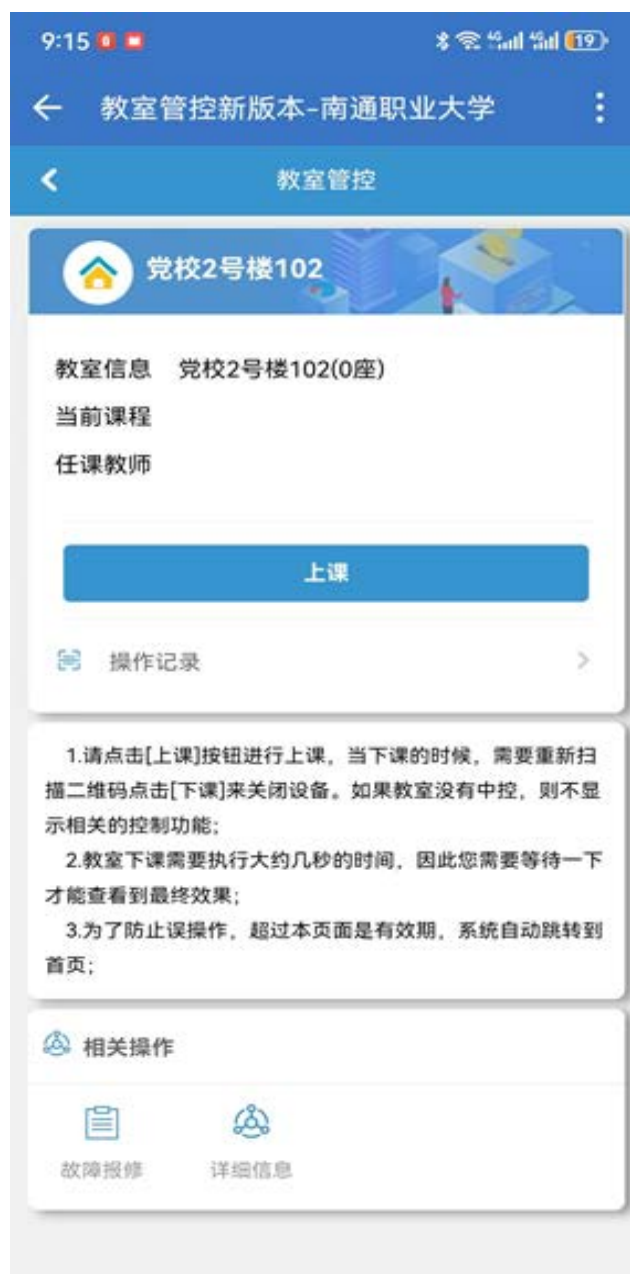 9:15
4G 4G 19
教室管控新版本-南通职业大学
教室管控
党校2号楼102
教室信息 党校2号楼102(0座)
当前课程
任课教师
上课
操作记录
1.请点击[上课]按钮进行上课，当下课的时候，需要重新扫
描二维码点击[下课]来关闭设备。如果教室没有中控，则不显
示相关的控制功能;
2.教室下课需要执行大约几秒的时间，因此您需要等待一下
才能查看到最终效果;
3.为了防止误操作，超过本页面是有效期，系统自动跳转到
首页;
相关操作
故障报修 详细信息